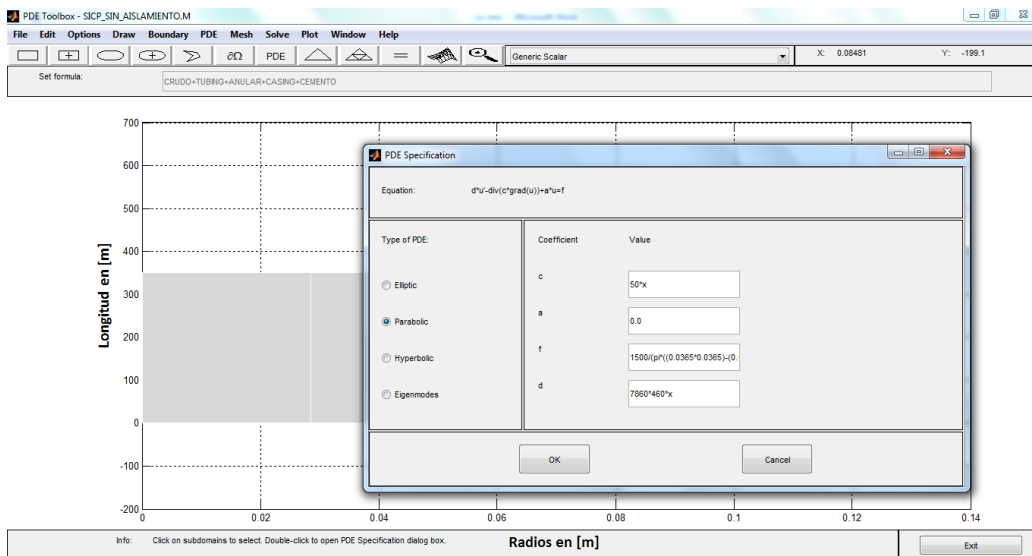 PDE Toolbox - SICP_SIN_AISLAMIENTO.M
File Edit Options Draw Boundary PDE Mesh Solve Plot Window Help
∂Ω PDE = Generic Scalar X: 0.08481 Y: -199.1
Set formula: CRUDO+TUBING+ANULAR+CASING+CEMENTO
PDE Specification
Equation: d*u'-div(c*grad(u))+a*u=f
Type of PDE: Coefficient Value
Elliptic
Parabolic
Hyperbolic
Eigenmodes
c 50*x
a 0.0
f 1500/(pi*((0.0365*0.0365)-(0.
d 7860*460*x
OK Cancel
Longitud en [m]
700
600
500
400
300
200
100
0
-100
-200
0 0.02 0.04 0.06 0.08 0.1 0.12 0.14
Radios en [m]
Info: Click on subdomains to select. Double-click to open PDE Specification dialog box.
Exit